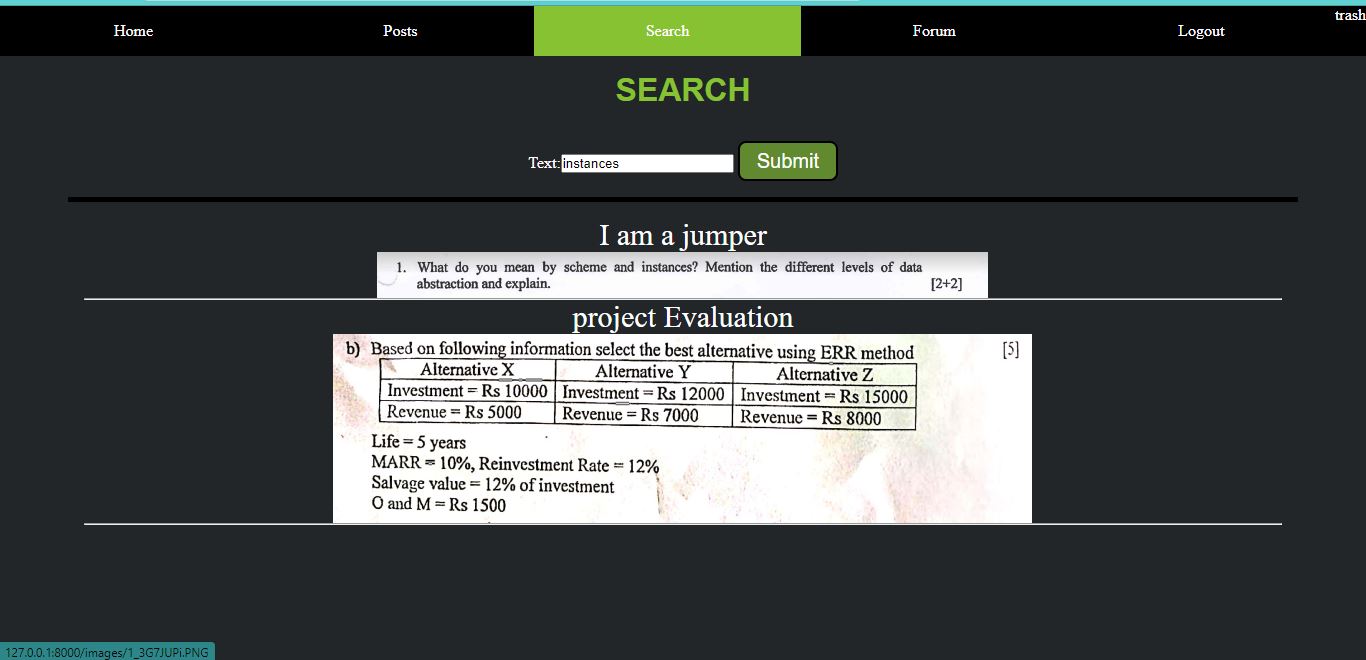 Home Posts Search Forum Logout trash
SEARCH
Text: instances Submit
I am a jumper
1. What do you mean by scheme and instances? Mention the different levels of data
abstraction and explain. [2+2]
project Evaluation
b) Based on following information select the best alternative using ERR method [5]
Alternative X Alternative Y Alternative Z
Investment = Rs 10000 Investment = Rs 12000 Investment = Rs 15000
Revenue = Rs 5000 Revenue = Rs 7000 Revenue = Rs 8000
Life = 5 years
MARR = 10%, Reinvestment Rate = 12%
Salvage value = 12% of investment
O and M = Rs 1500
127.0.0.1:8000/images/1_3G7JUPi.PNG